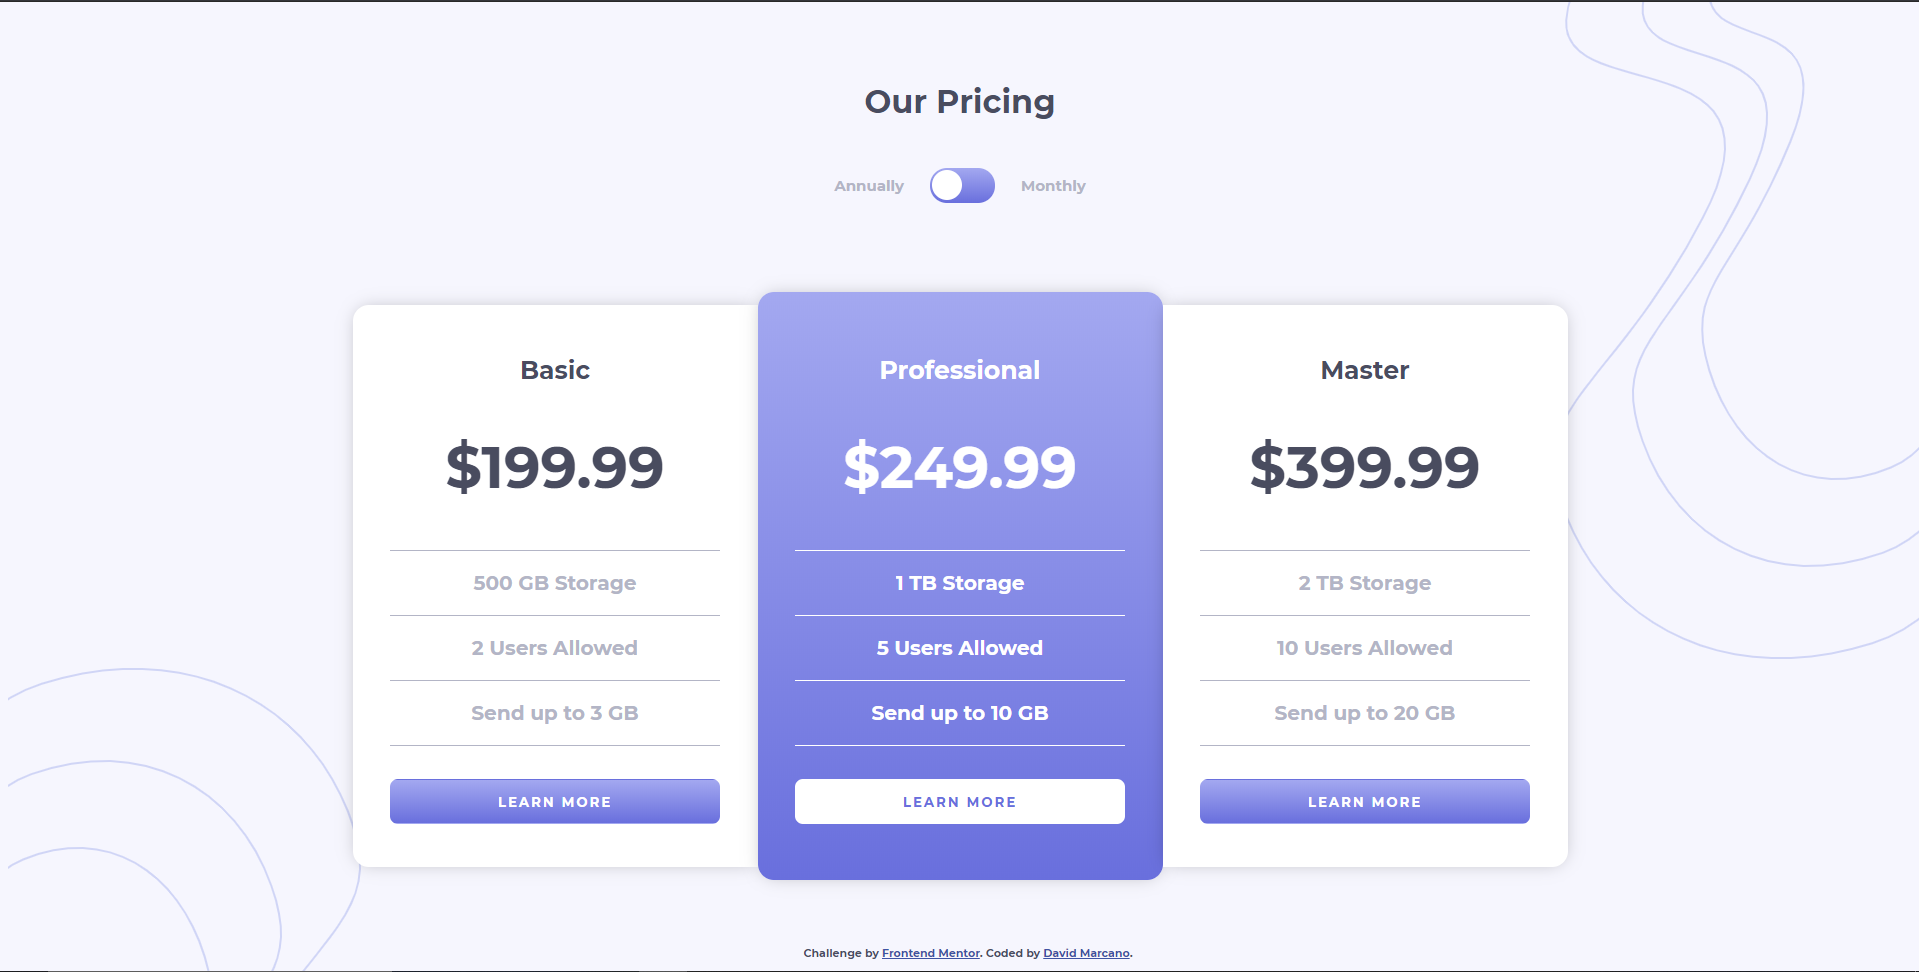 Our Pricing
Annually Monthly
Basic
$199.99
500 GB Storage
2 Users Allowed
Send up to 3 GB
LEARN MORE
Professional
$249.99
1 TB Storage
5 Users Allowed
Send up to 10 GB
LEARN MORE
Master
$399.99
2 TB Storage
10 Users Allowed
Send up to 20 GB
LEARN MORE
Challenge by Frontend Mentor. Coded by David Marcano.